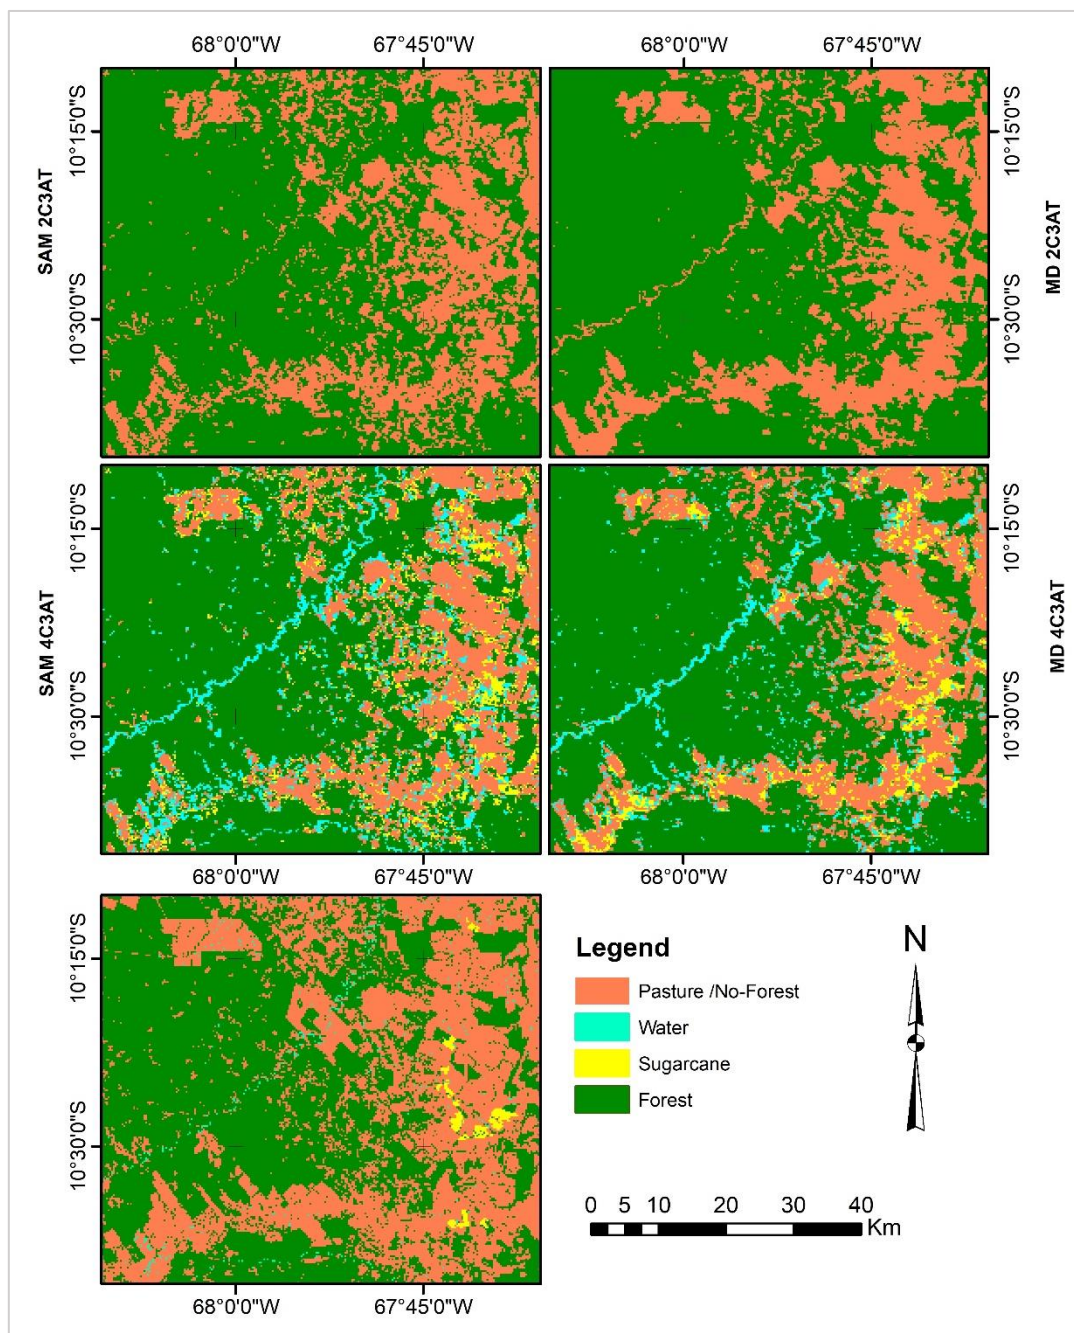 68°0'0"W 67°45'0"W 68°0'0"W 67°45'0"W
SAM 2C3AT
10°15'0"S
10°30'0"S
10°15'0"S
10°30'0"S
MD 2C3AT
SAM 4C3AT
10°15'0"S
10°30'0"S
10°15'0"S
10°30'0"S
MD 4C3AT
68°0'0"W 67°45'0"W 68°0'0"W 67°45'0"W
10°15'0"S
10°30'0"S
68°0'0"W 67°45'0"W
Legend
Pasture /No-Forest
Water
Sugarcane
Forest
N
0 5 10 20 30 40
Km